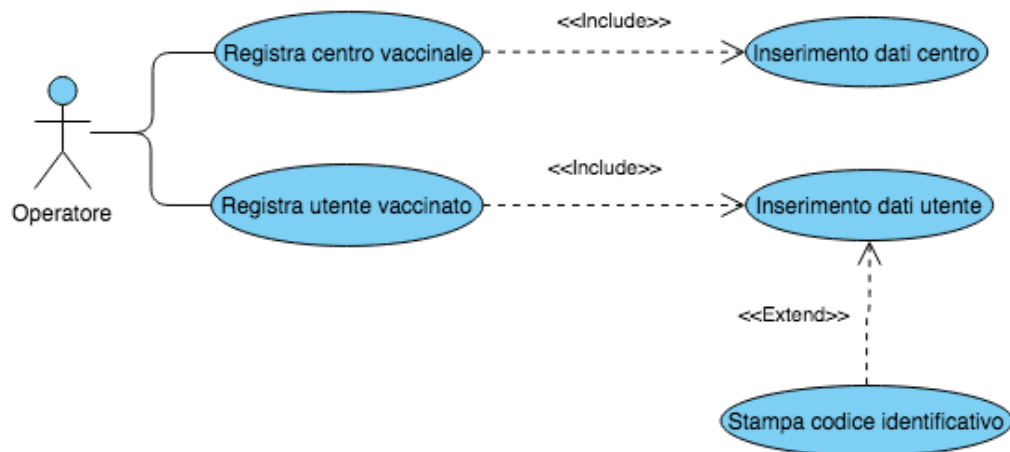 <<Include>>
Registra centro vaccinale
Inserimento dati centro
<<Include>>
Operatore
Registra utente vaccinato
Inserimento dati utente
<<Extend>>
Stampa codice identificativo